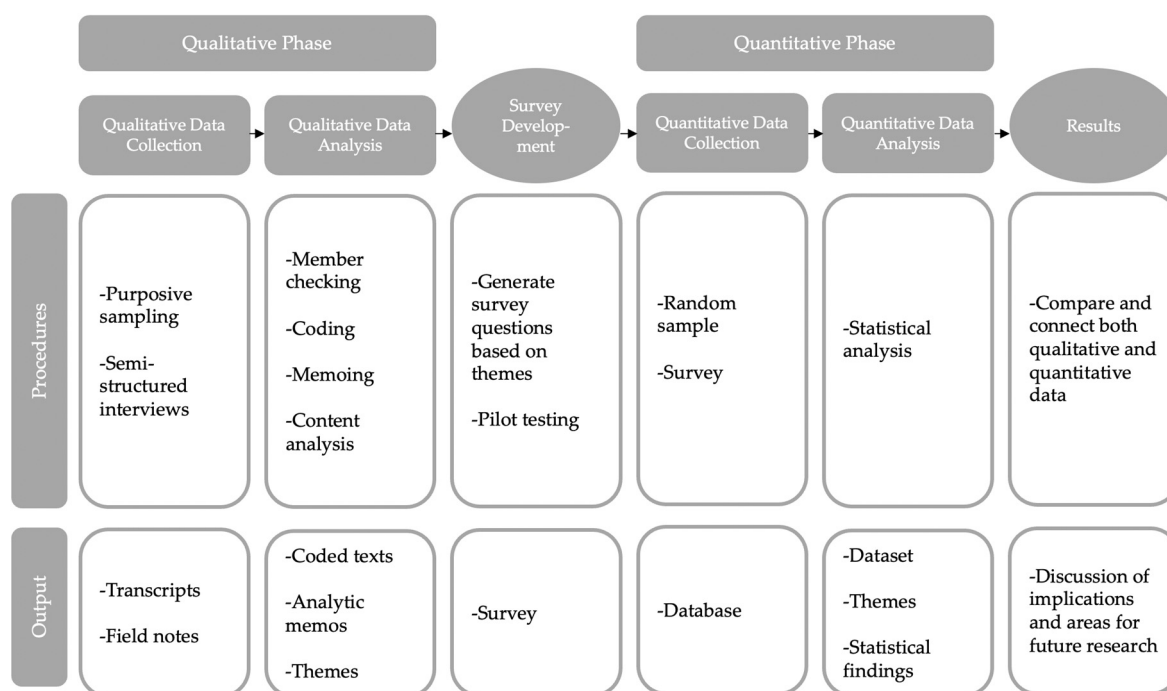 Qualitative Phase
Quantitative Phase
Qualitative Data
Collection
Qualitative Data
Analysis
Survey
Develop-
ment
Quantitative Data
Collection
Quantitative Data
Analysis
Results
Procedures
-Purposive
sampling
-Semi-
structured
interviews
-Member
checking
-Coding
-Memoing
-Content
analysis
-Generate
survey
questions
based on
themes
-Pilot testing
-Random
sample
-Survey
-Statistical
analysis
-Compare and
connect both
qualitative and
quantitative
data
Output
-Transcripts
-Field notes
-Coded texts
-Analytic
memos
-Themes
-Survey
-Database
-Dataset
-Themes
-Statistical
findings
-Discussion of
implications
and areas for
future research